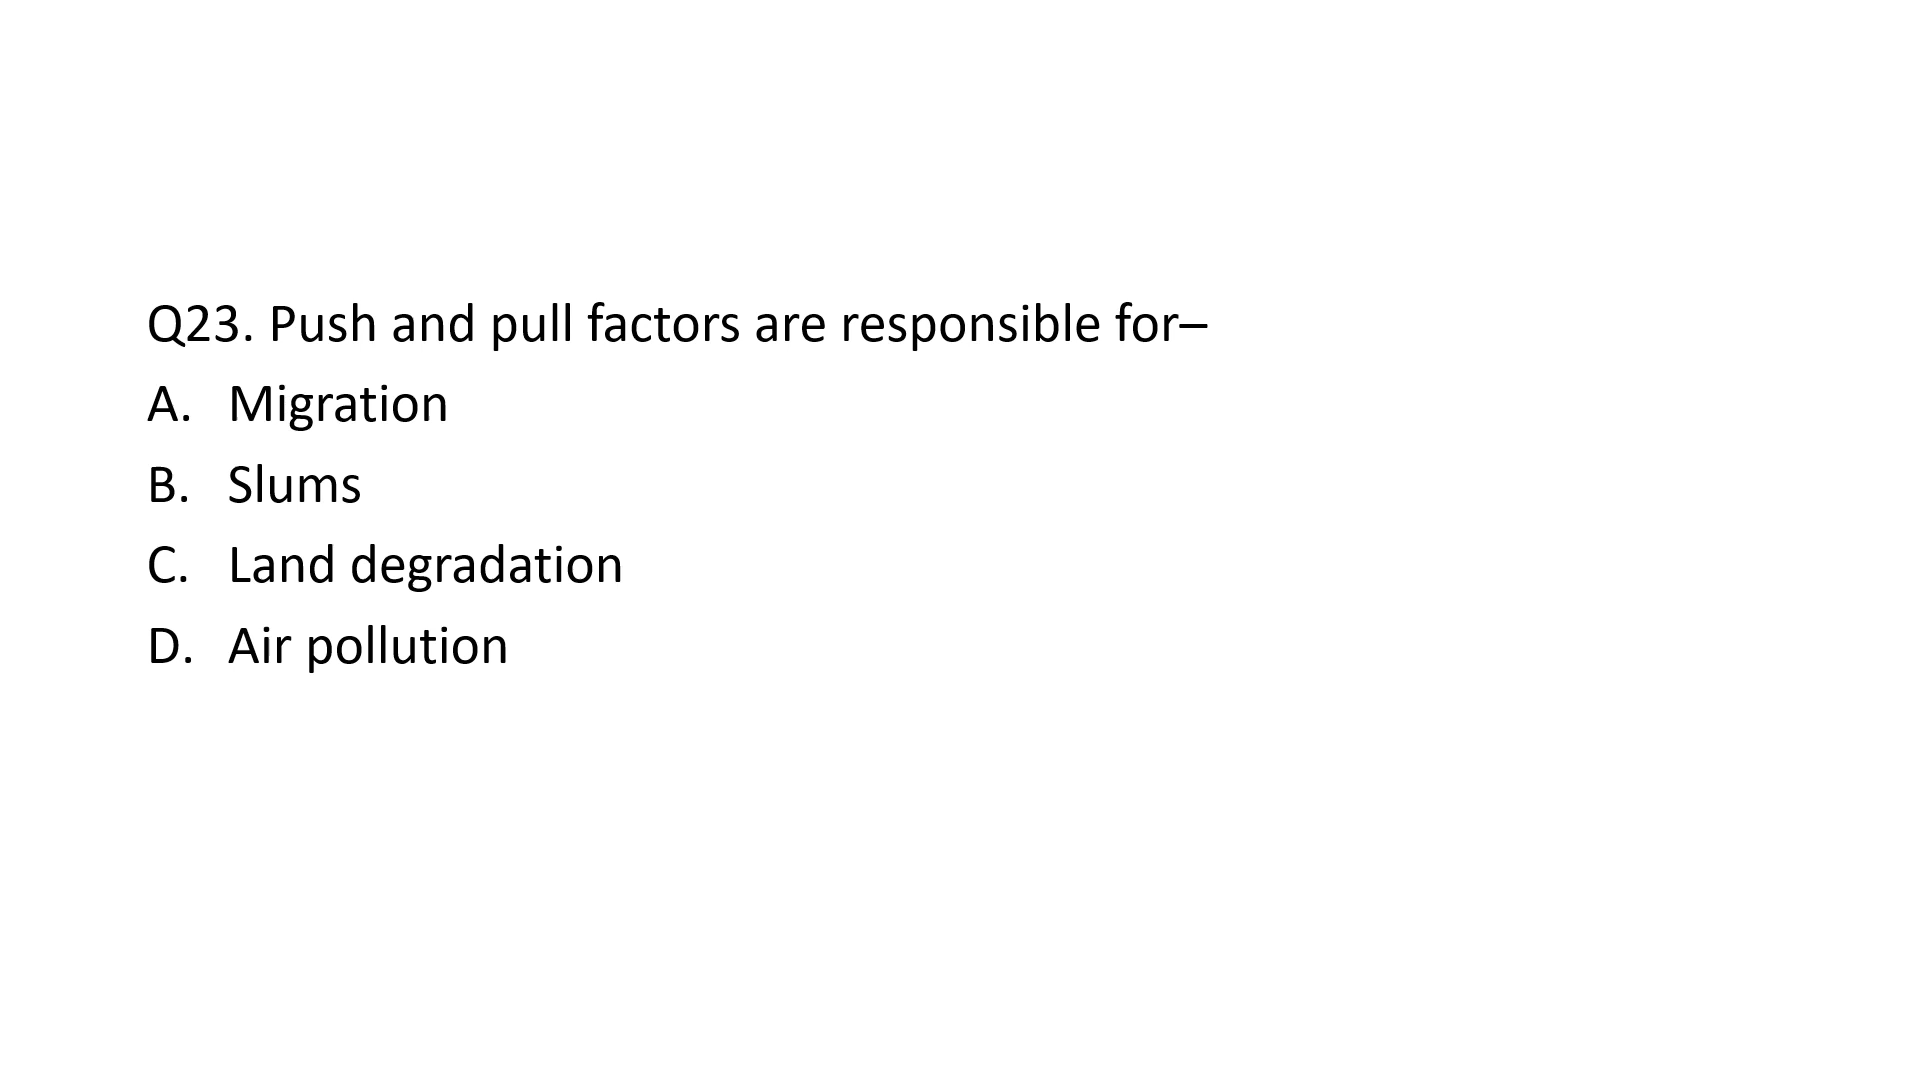 Q23. Push and pull factors are responsible for–
A. Migration
B. Slums
C. Land degradation
D. Air pollution